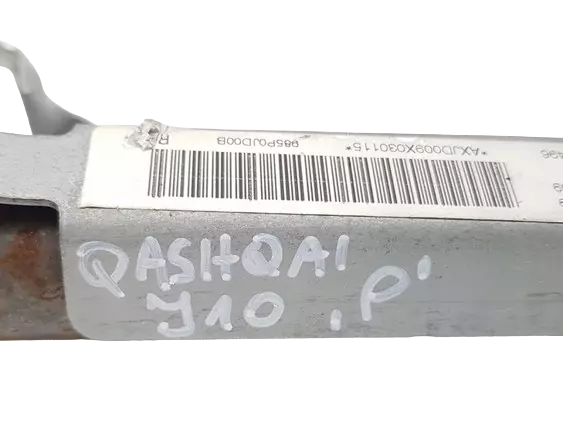 R 985P0JD00B
*AXJD009X030115*
QASHQAI
J10 , P'